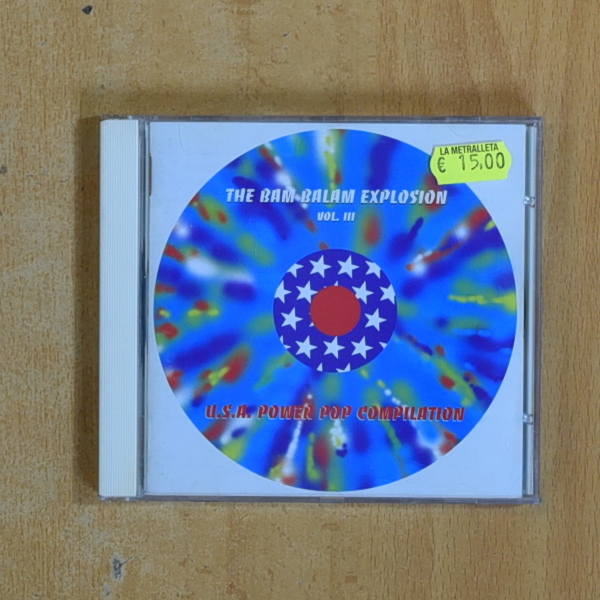 LA METRALLETA
€ 15,00
THE BAM BALAM EXPLOSION
VOL. III
U.S.A. POWER POP COMPILATION